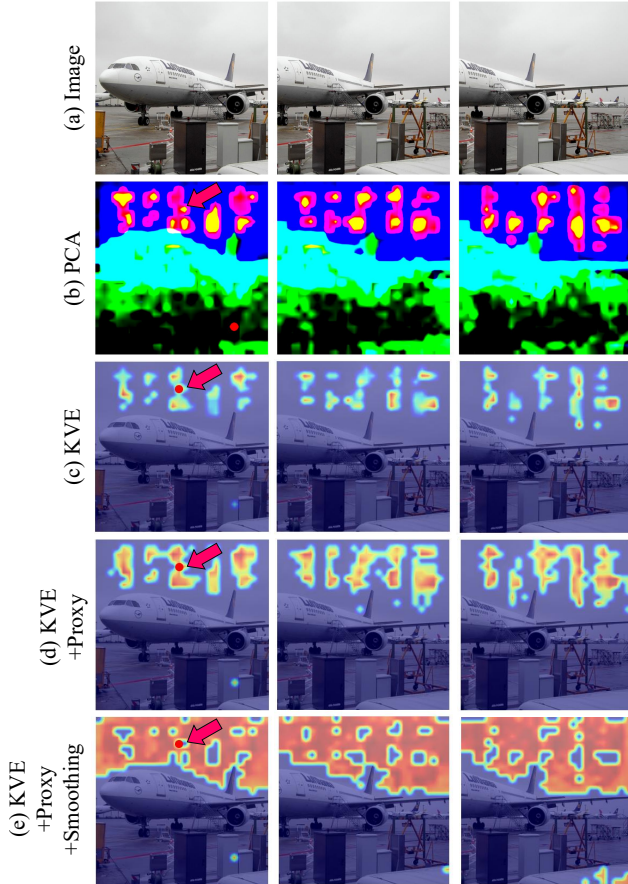 (a) Image
(b) PCA
(c) KVE
(d) KVE
+Proxy
(e) KVE
+Proxy
+Smoothing
Lufthansa